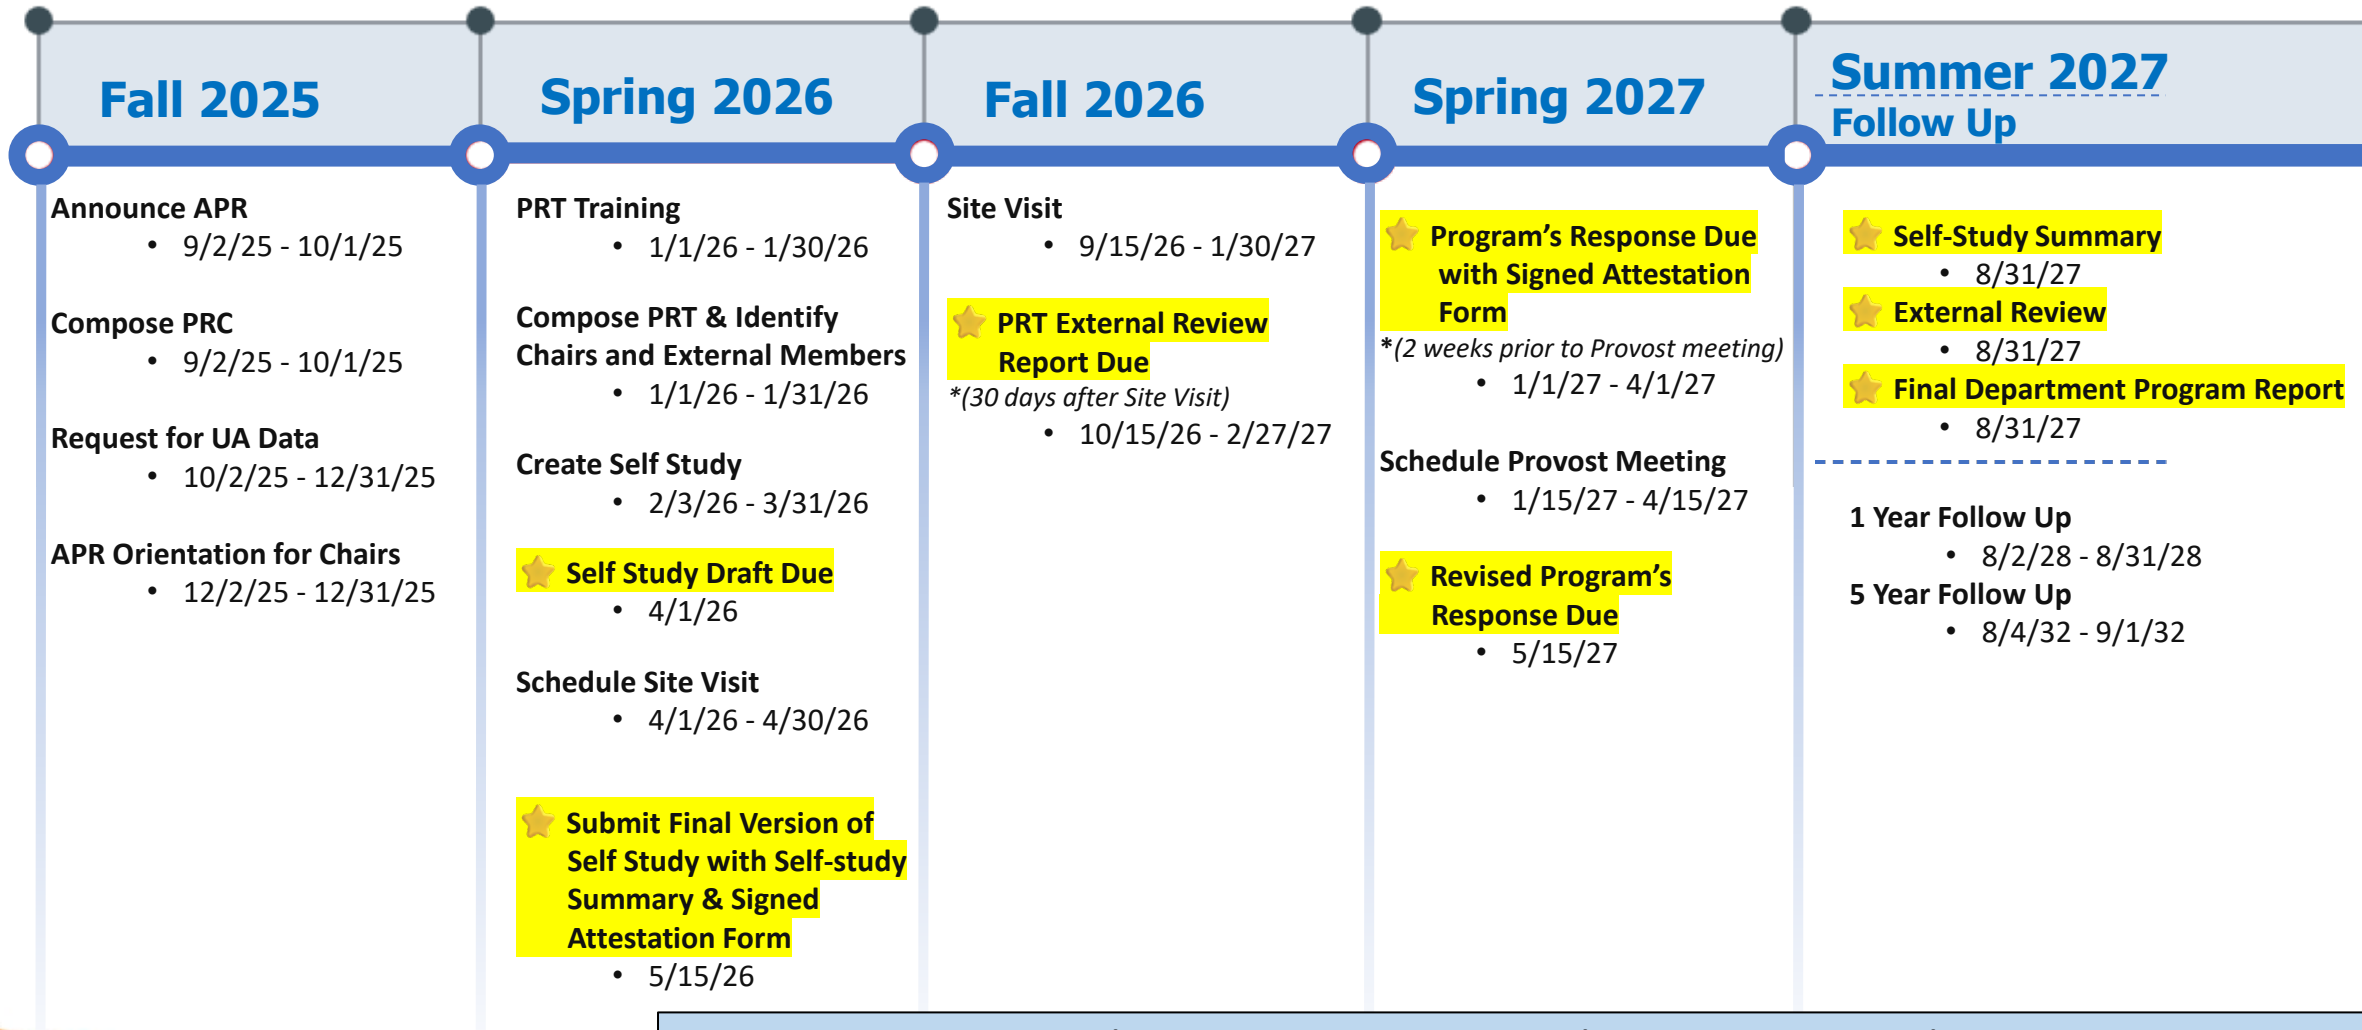 Fall 2025
Announce APR
• 9/2/25 - 10/1/25
Compose PRC
• 9/2/25 - 10/1/25
Request for UA Data
• 10/2/25 - 12/31/25
APR Orientation for Chairs
• 12/2/25 - 12/31/25
Spring 2026
PRT Training
• 1/1/26 - 1/30/26
Compose PRT & Identify
Chairs and External Members
• 1/1/26 - 1/31/26
Create Self Study
• 2/3/26 - 3/31/26
Self Study Draft Due
• 4/1/26
Schedule Site Visit
• 4/1/26 - 4/30/26
Submit Final Version of
Self Study with Self-study
Summary & Signed
Attestation Form
• 5/15/26
Fall 2026
Site Visit
• 9/15/26 - 1/30/27
PRT External Review
Report Due
*(30 days after Site Visit)
• 10/15/26 - 2/27/27
Spring 2027
Program’s Response Due
with Signed Attestation
Form
*(2 weeks prior to Provost meeting)
• 1/1/27 - 4/1/27
Schedule Provost Meeting
• 1/15/27 - 4/15/27
Revised Program’s
Response Due
• 5/15/27
Summer 2027
Follow Up
Self-Study Summary
• 8/31/27
External Review
• 8/31/27
Final Department Program Report
• 8/31/27
1 Year Follow Up
• 8/2/28 - 8/31/28
5 Year Follow Up
• 8/4/32 - 9/1/32